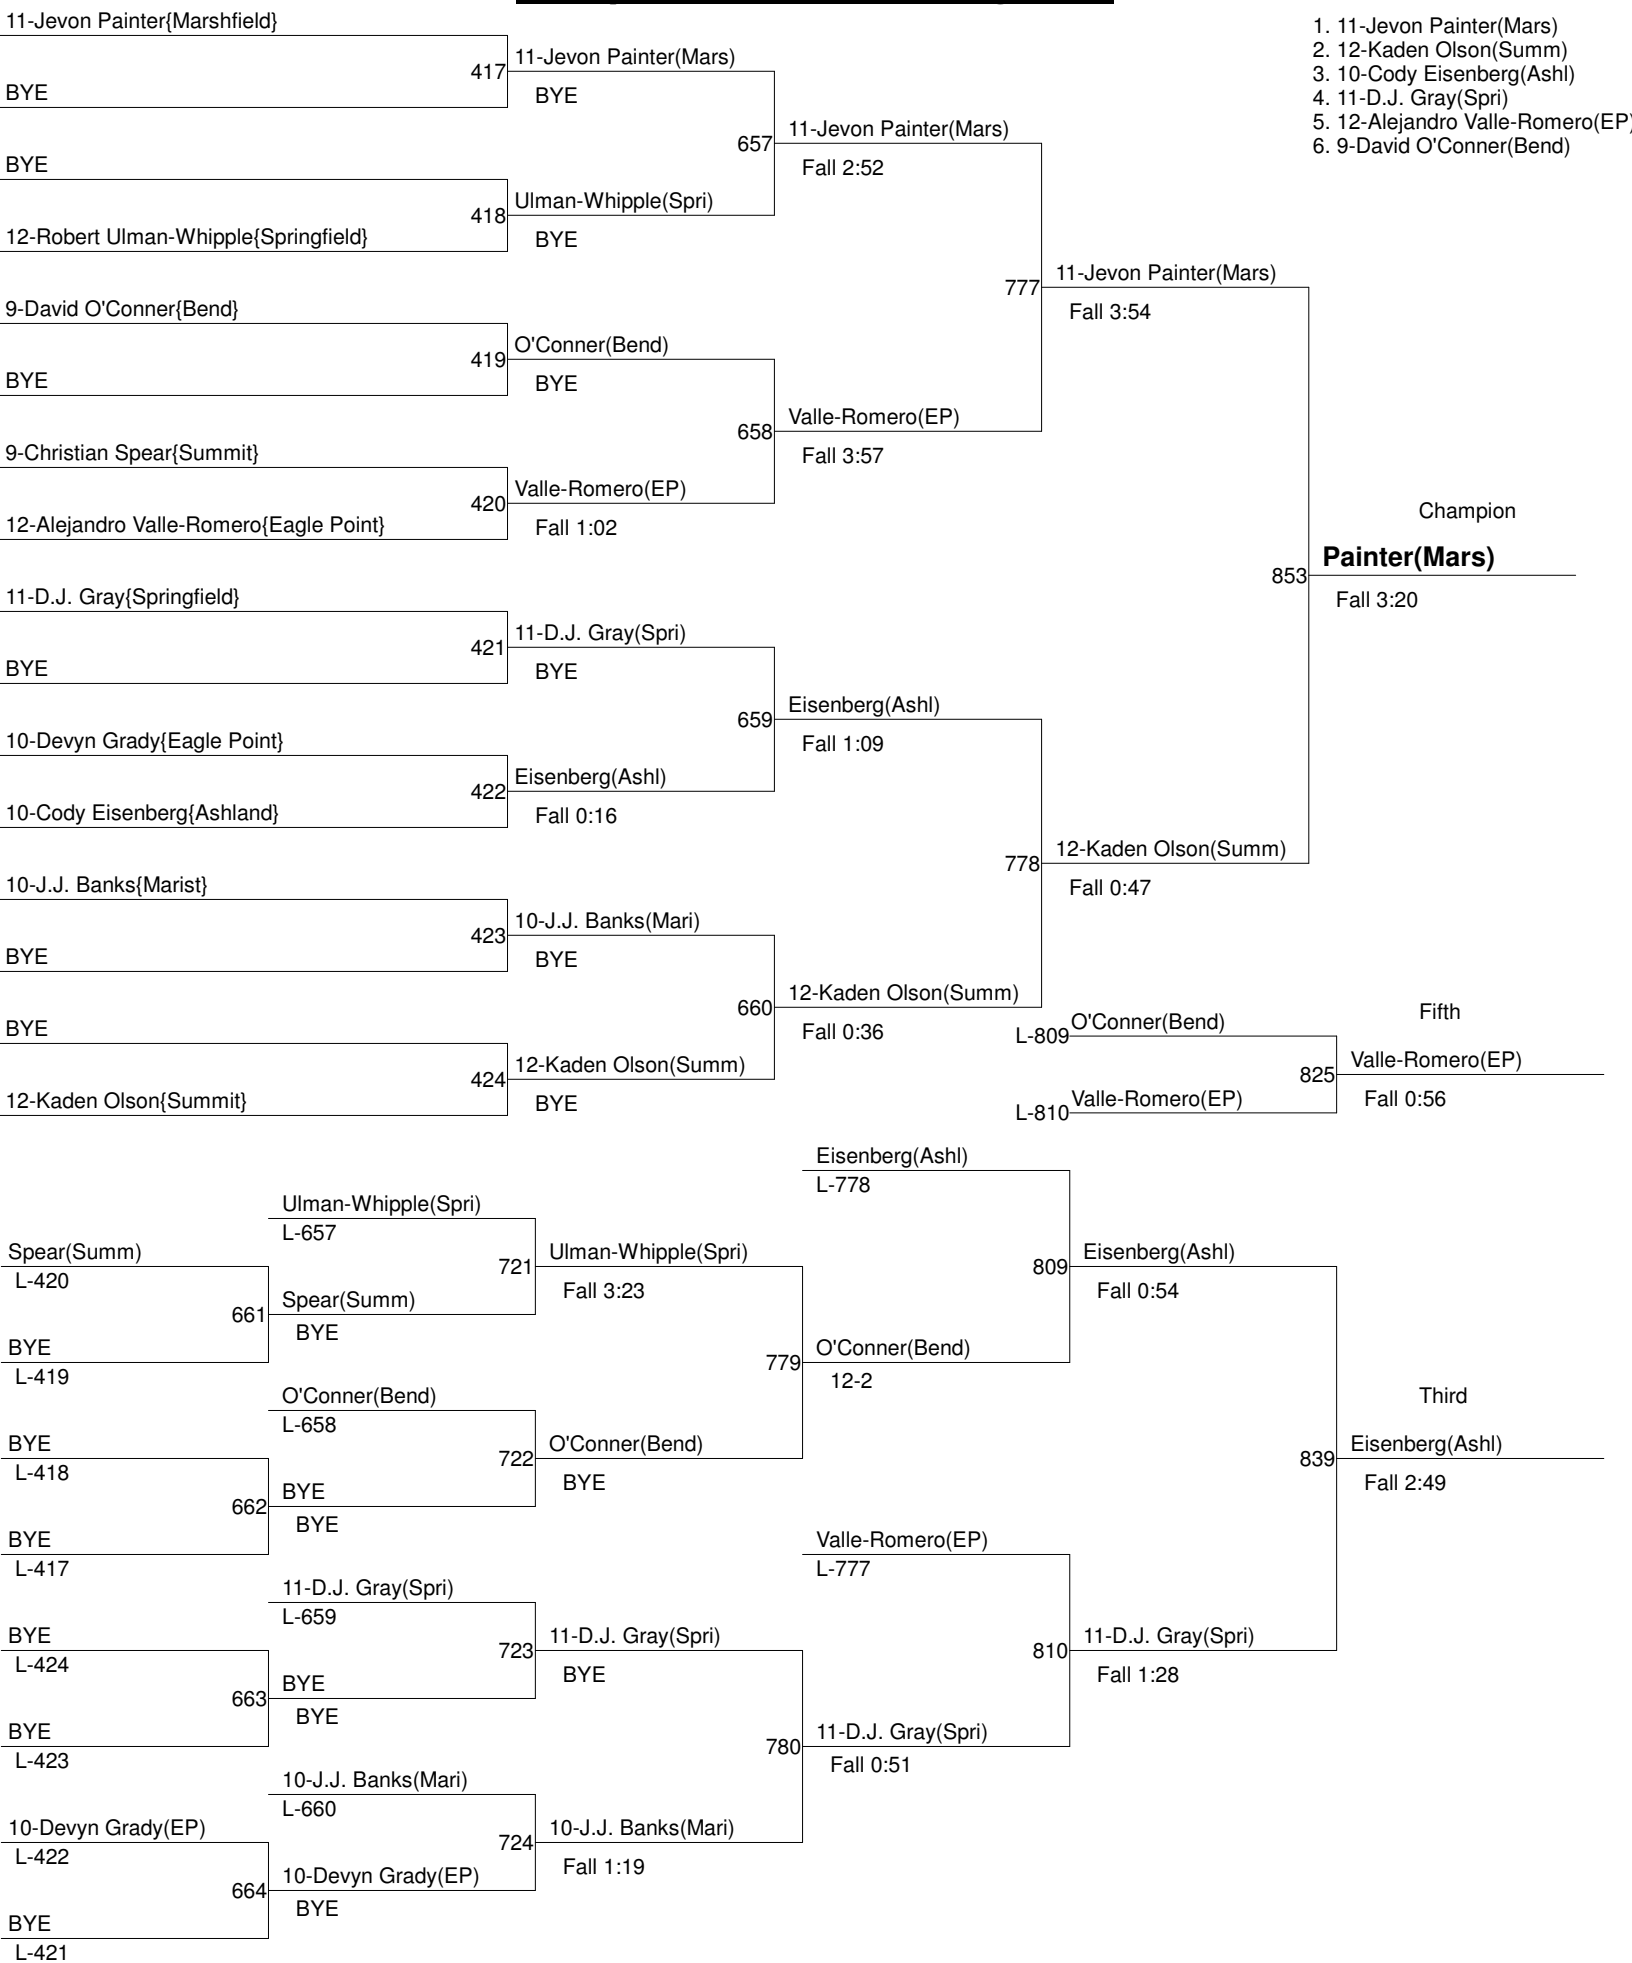 11-Jevon Painter{Marshfield}
BYE
417
BYE
12-Robert Ulman-Whipple{Springfield}
418
9-David O'Conner{Bend}
BYE
419
9-Christian Spear{Summit}
12-Alejandro Valle-Romero{Eagle Point}
420
11-D.J. Gray{Springfield}
BYE
421
10-Devyn Grady{Eagle Point}
10-Cody Eisenberg{Ashland}
422
10-J.J. Banks{Marist}
BYE
423
BYE
12-Kaden Olson{Summit}
424
11-Jevon Painter(Mars)
BYE
657
Ulman-Whipple(Spri)
BYE
O'Conner(Bend)
BYE
658
Valle-Romero(EP)
Fall 1:02
11-D.J. Gray(Spri)
BYE
659
Eisenberg(Ashl)
Fall 0:16
10-J.J. Banks(Mari)
BYE
660
12-Kaden Olson(Summ)
BYE
11-Jevon Painter(Mars)
Fall 2:52
777
Valle-Romero(EP)
Fall 3:57
Eisenberg(Ashl)
Fall 1:09
778
12-Kaden Olson(Summ)
Fall 0:36
11-Jevon Painter(Mars)
Fall 3:54
853
12-Kaden Olson(Summ)
Fall 0:47
Champion
Painter(Mars)
Fall 3:20
1. 11-Jevon Painter(Mars)
2. 12-Kaden Olson(Summ)
3. 10-Cody Eisenberg(Ashl)
4. 11-D.J. Gray(Spri)
5. 12-Alejandro Valle-Romero(EP)
6. 9-David O'Conner(Bend)
L-809
O'Conner(Bend)
L-810
Valle-Romero(EP)
825
Fifth
Valle-Romero(EP)
Fall 0:56
Spear(Summ)
L-420
661
BYE
L-419
BYE
L-418
662
BYE
L-417
BYE
L-424
663
BYE
L-423
10-Devyn Grady(EP)
L-422
664
BYE
L-421
Ulman-Whipple(Spri)
L-657
721
Spear(Summ)
BYE
O'Conner(Bend)
L-658
722
BYE
BYE
11-D.J. Gray(Spri)
L-659
723
BYE
BYE
10-J.J. Banks(Mari)
L-660
724
10-Devyn Grady(EP)
BYE
Ulman-Whipple(Spri)
Fall 3:23
779
O'Conner(Bend)
BYE
11-D.J. Gray(Spri)
BYE
780
10-J.J. Banks(Mari)
Fall 1:19
Eisenberg(Ashl)
L-778
809
O'Conner(Bend)
12-2
Valle-Romero(EP)
L-777
810
11-D.J. Gray(Spri)
Fall 0:51
Eisenberg(Ashl)
Fall 0:54
839
11-D.J. Gray(Spri)
Fall 1:28
Third
Eisenberg(Ashl)
Fall 2:49